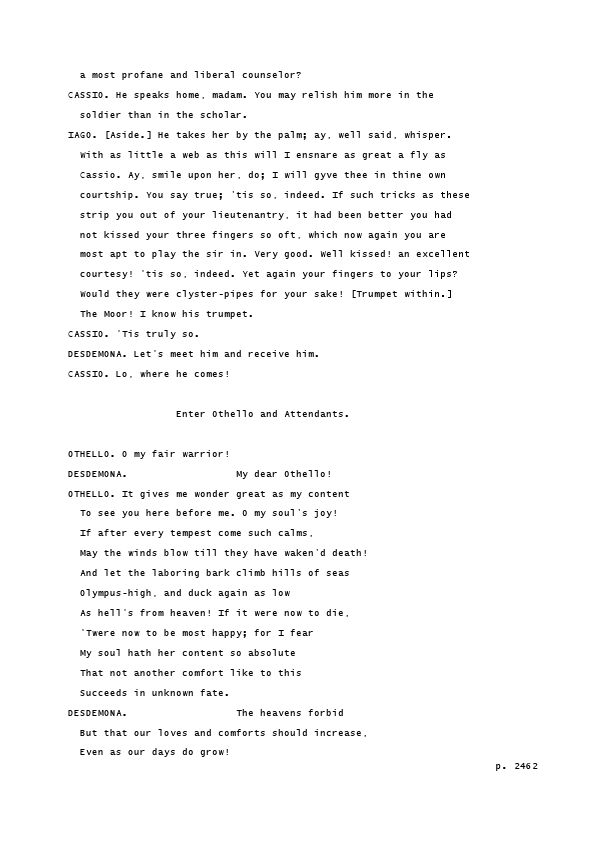 a most profane and liberal counselor?
CASSIO. He speaks home, madam. You may relish him more in the
soldier than in the scholar.
IAGO. [Aside.] He takes her by the palm; ay, well said, whisper.
With as little a web as this will I ensnare as great a fly as
Cassio. Ay, smile upon her, do; I will gyve thee in thine own
courtship. You say true; 'tis so, indeed. If such tricks as these
strip you out of your lieutenantry, it had been better you had
not kissed your three fingers so oft, which now again you are
most apt to play the sir in. Very good. Well kissed! an excellent
courtesy! 'tis so, indeed. Yet again your fingers to your lips?
Would they were clyster-pipes for your sake! [Trumpet within.]
The Moor! I know his trumpet.
CASSIO. 'Tis truly so.
DESDEMONA. Let's meet him and receive him.
CASSIO. Lo, where he comes!
Enter Othello and Attendants.
OTHELLO. O my fair warrior!
DESDEMONA. My dear Othello!
OTHELLO. It gives me wonder great as my content
To see you here before me. O my soul's joy!
If after every tempest come such calms,
May the winds blow till they have waken'd death!
And let the laboring bark climb hills of seas
Olympus-high, and duck again as low
As hell's from heaven! If it were now to die,
'Twere now to be most happy; for I fear
My soul hath her content so absolute
That not another comfort like to this
Succeeds in unknown fate.
DESDEMONA. The heavens forbid
But that our loves and comforts should increase,
Even as our days do grow!
p. 2462